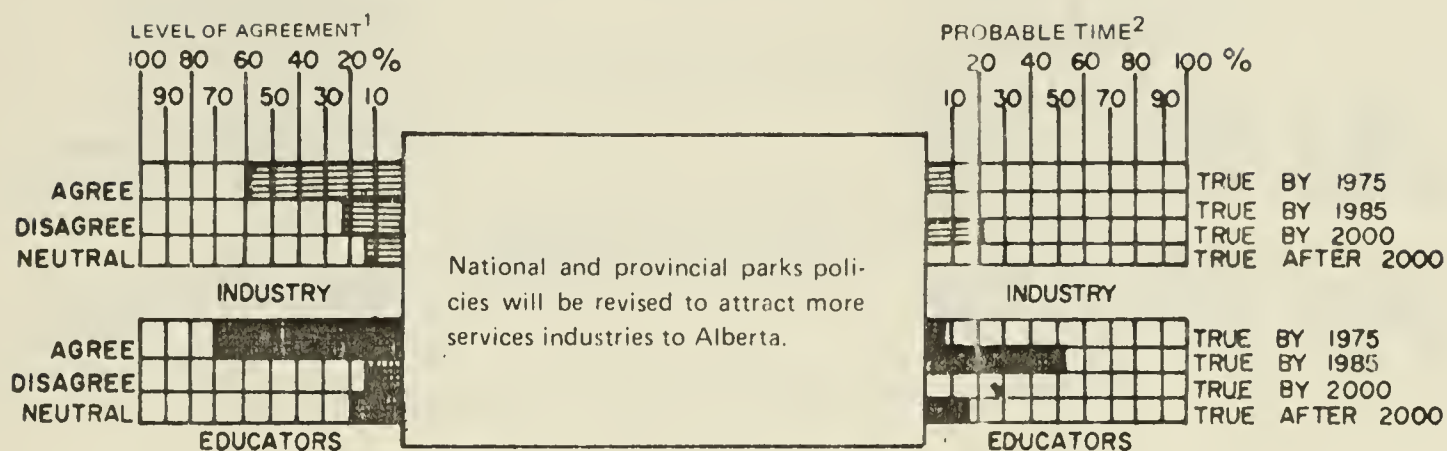 LEVEL OF AGREEMENT¹
PROBABLE TIME²
100 80 60 40 20 %
20 40 60 80 100 %
90 70 50 30 10
10 30 50 70 90
AGREE
TRUE BY 1975
DISAGREE
TRUE BY 1985
NEUTRAL
TRUE BY 2000
TRUE AFTER 2000
INDUSTRY
INDUSTRY
National and provincial parks poli-
cies will be revised to attract more
services industries to Alberta.
AGREE
TRUE BY 1975
DISAGREE
TRUE BY 1985
NEUTRAL
TRUE BY 2000
TRUE AFTER 2000
EDUCATORS
EDUCATORS